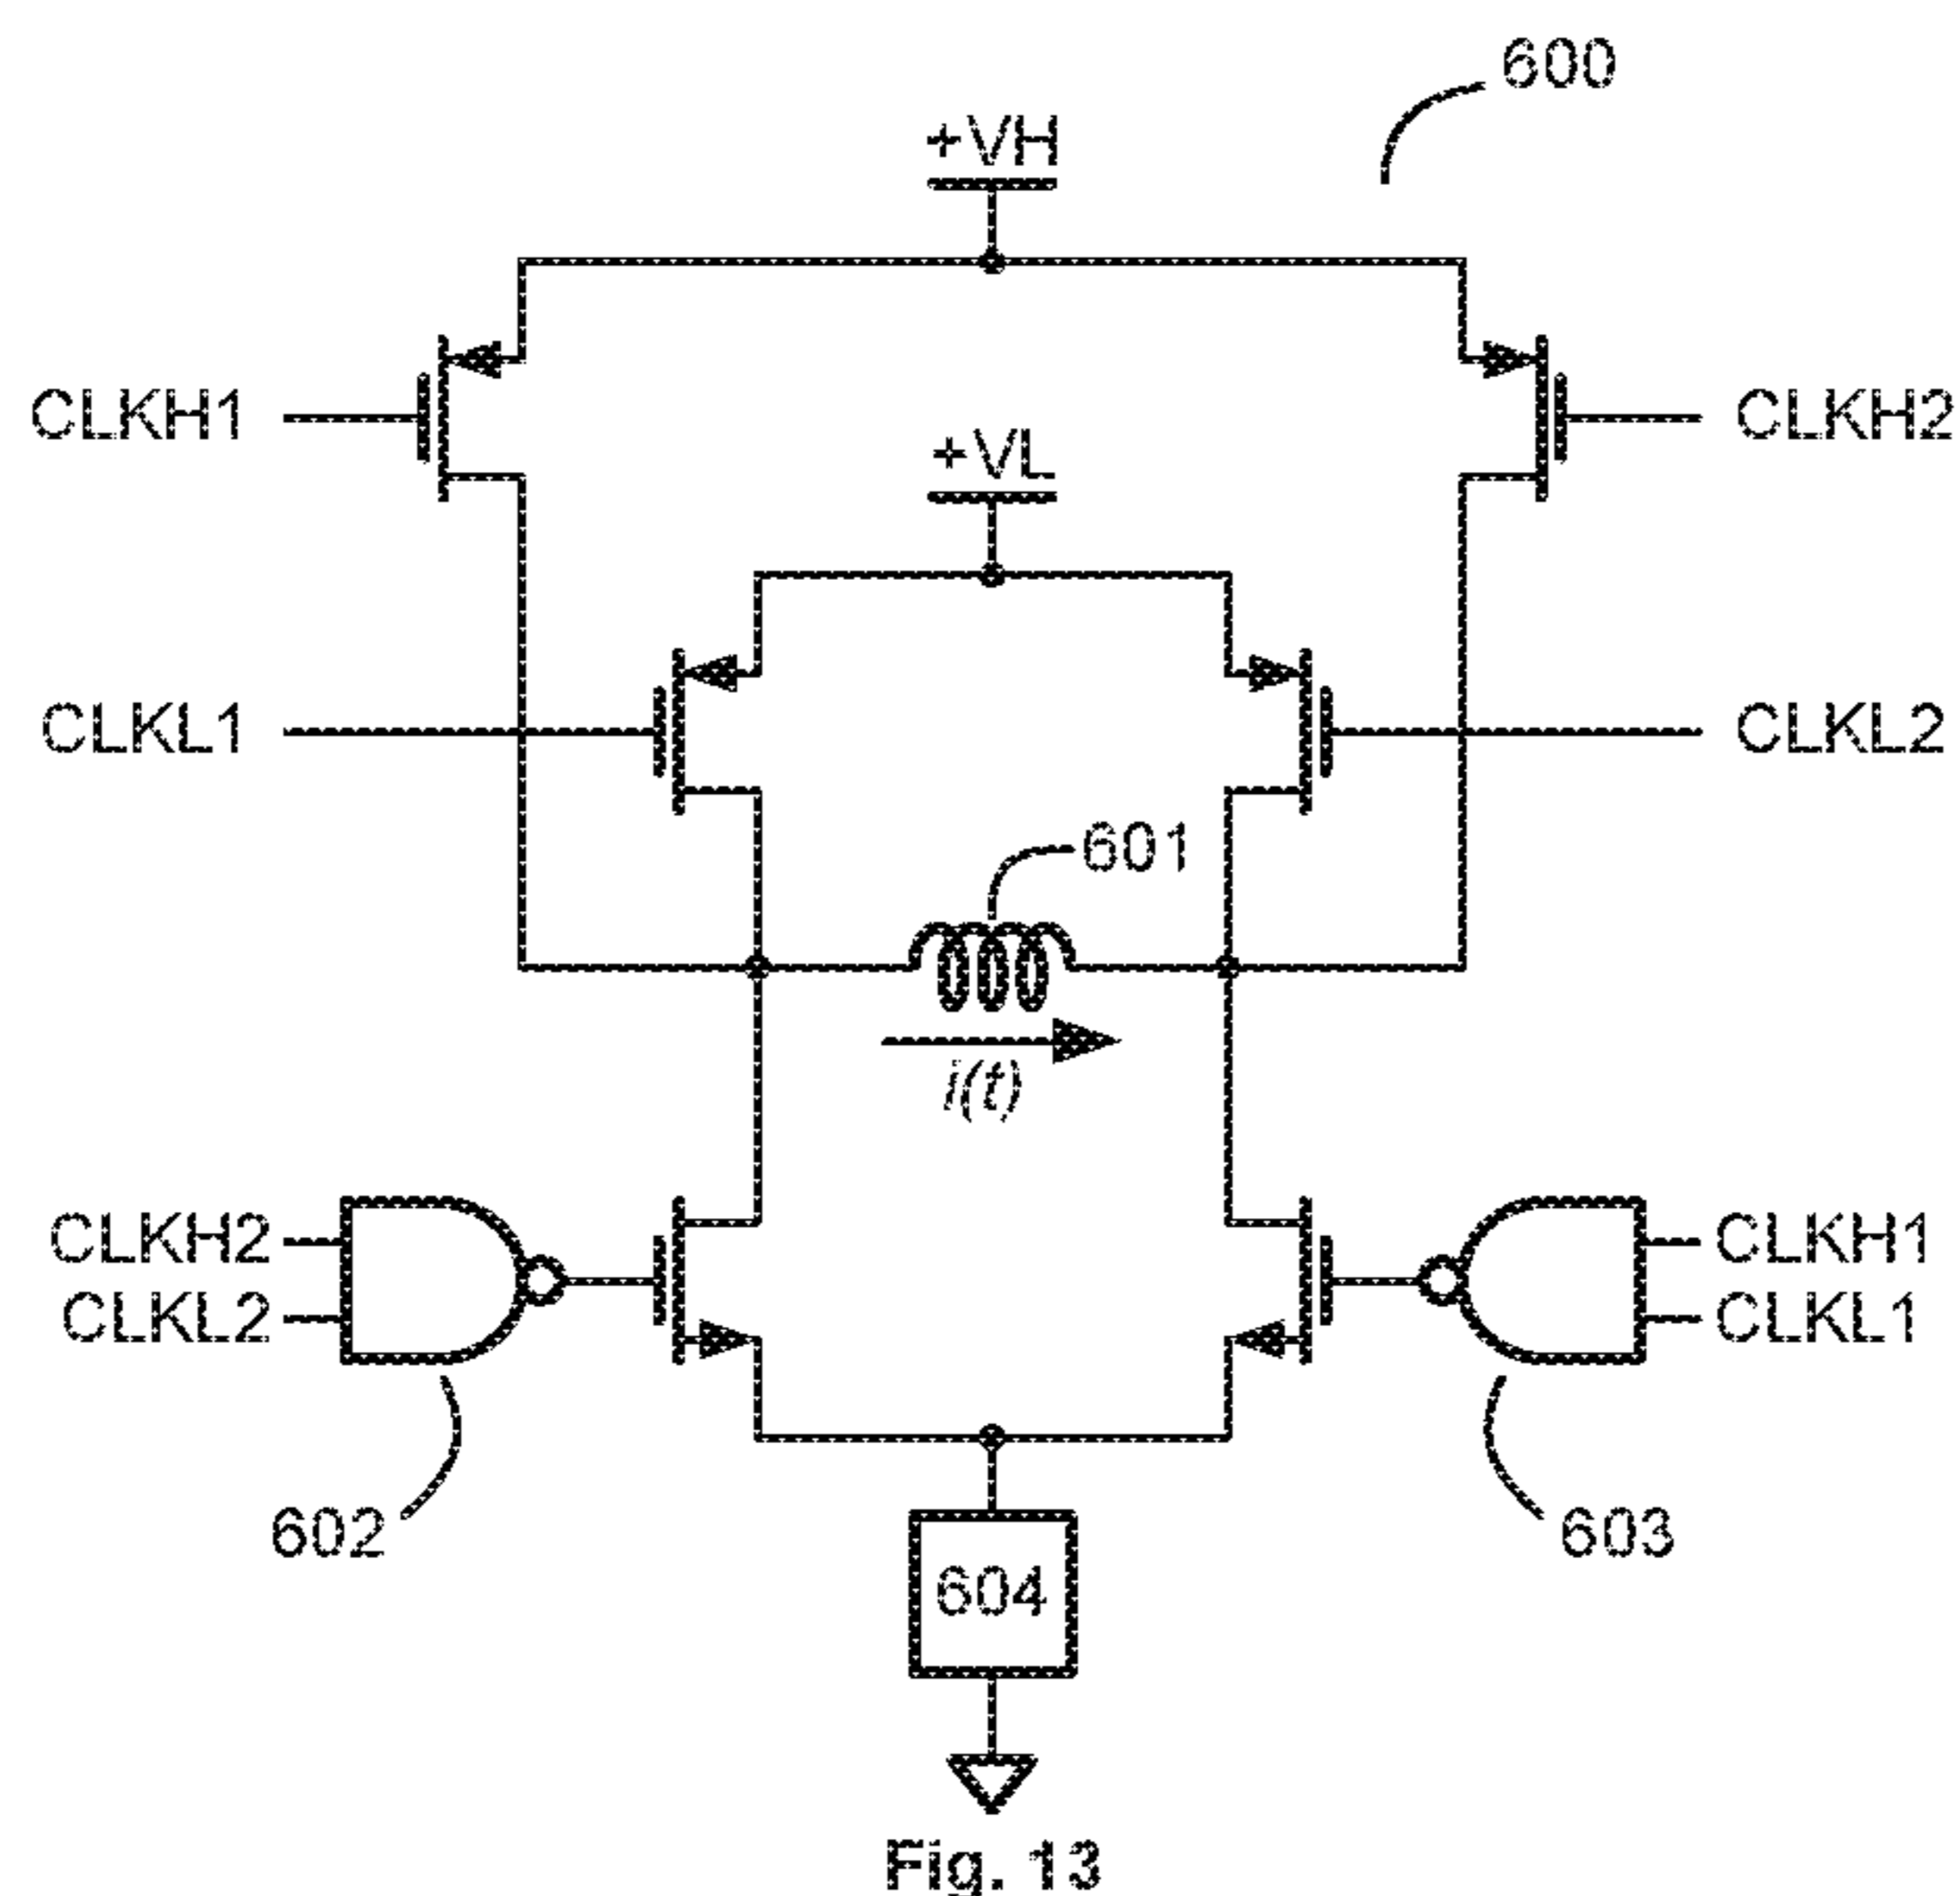 600
+VH
CLKH1
CLKH2
+VL
CLKL1
CLKL2
601
i(t)
CLKH2
CLKL2
CLKH1
CLKL1
602
603
604
Fig. 13